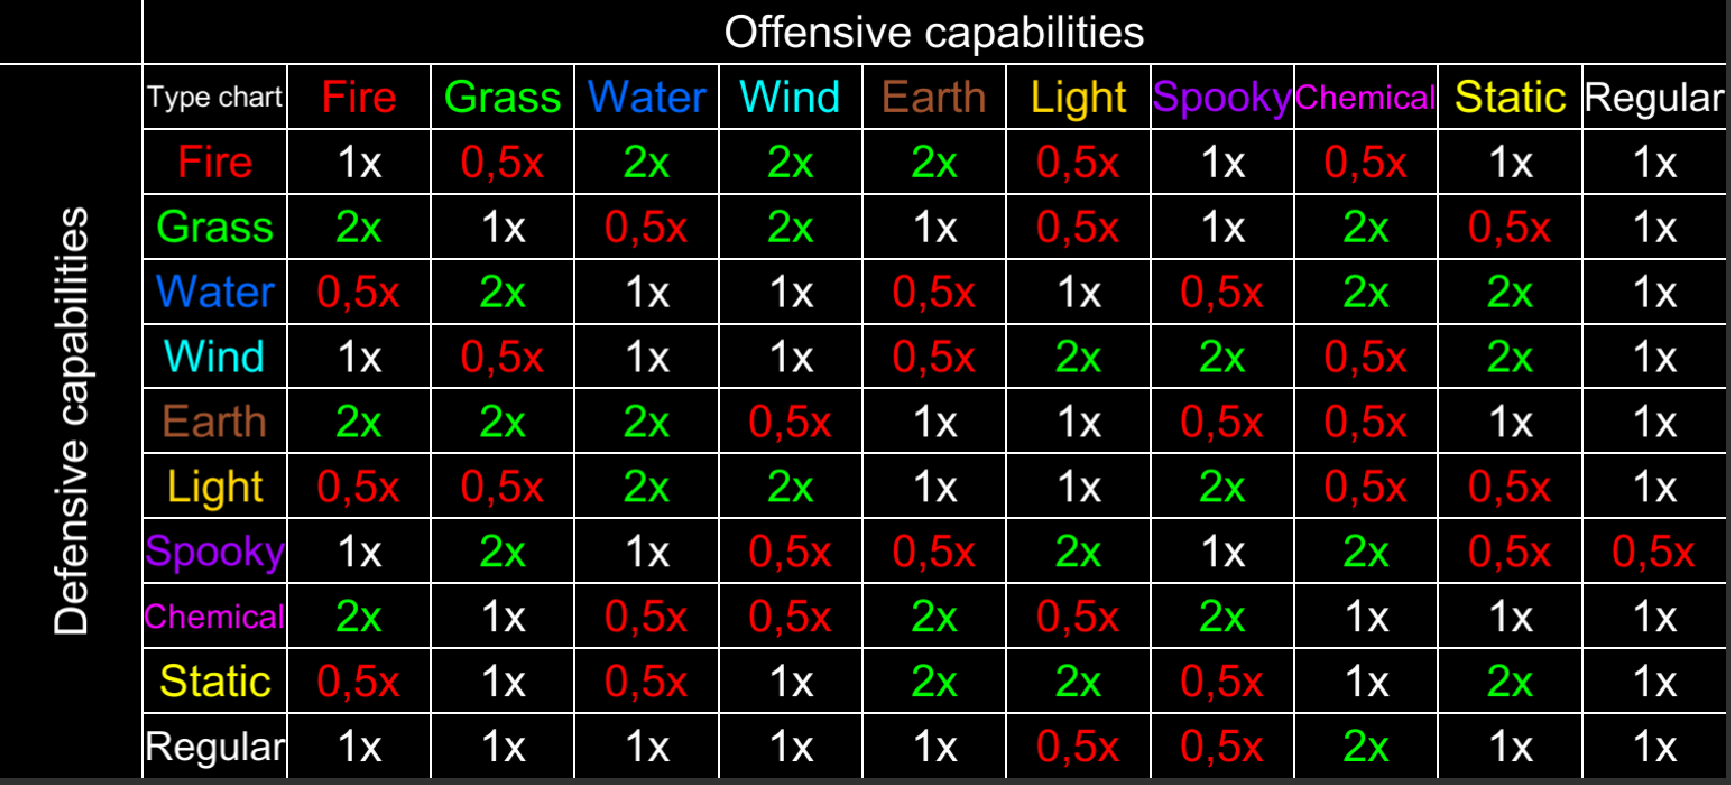 Offensive capabilities
Defensive capabilities
Type chart Fire Grass Water Wind Earth Light Spooky Chemical Static Regular
Fire 1x 0,5x 2x 2x 2x 0,5x 1x 0,5x 1x 1x
Grass 2x 1x 0,5x 2x 1x 0,5x 1x 2x 0,5x 1x
Water 0,5x 2x 1x 1x 0,5x 1x 0,5x 2x 2x 1x
Wind 1x 0,5x 1x 1x 0,5x 2x 2x 0,5x 2x 1x
Earth 2x 2x 2x 0,5x 1x 1x 0,5x 0,5x 1x 1x
Light 0,5x 0,5x 2x 2x 1x 1x 2x 0,5x 0,5x 1x
Spooky 1x 2x 1x 0,5x 0,5x 2x 1x 2x 0,5x 0,5x
Chemical 2x 1x 0,5x 0,5x 2x 0,5x 2x 1x 1x 1x
Static 0,5x 1x 0,5x 1x 2x 2x 0,5x 1x 2x 1x
Regular 1x 1x 1x 1x 1x 0,5x 0,5x 2x 1x 1x